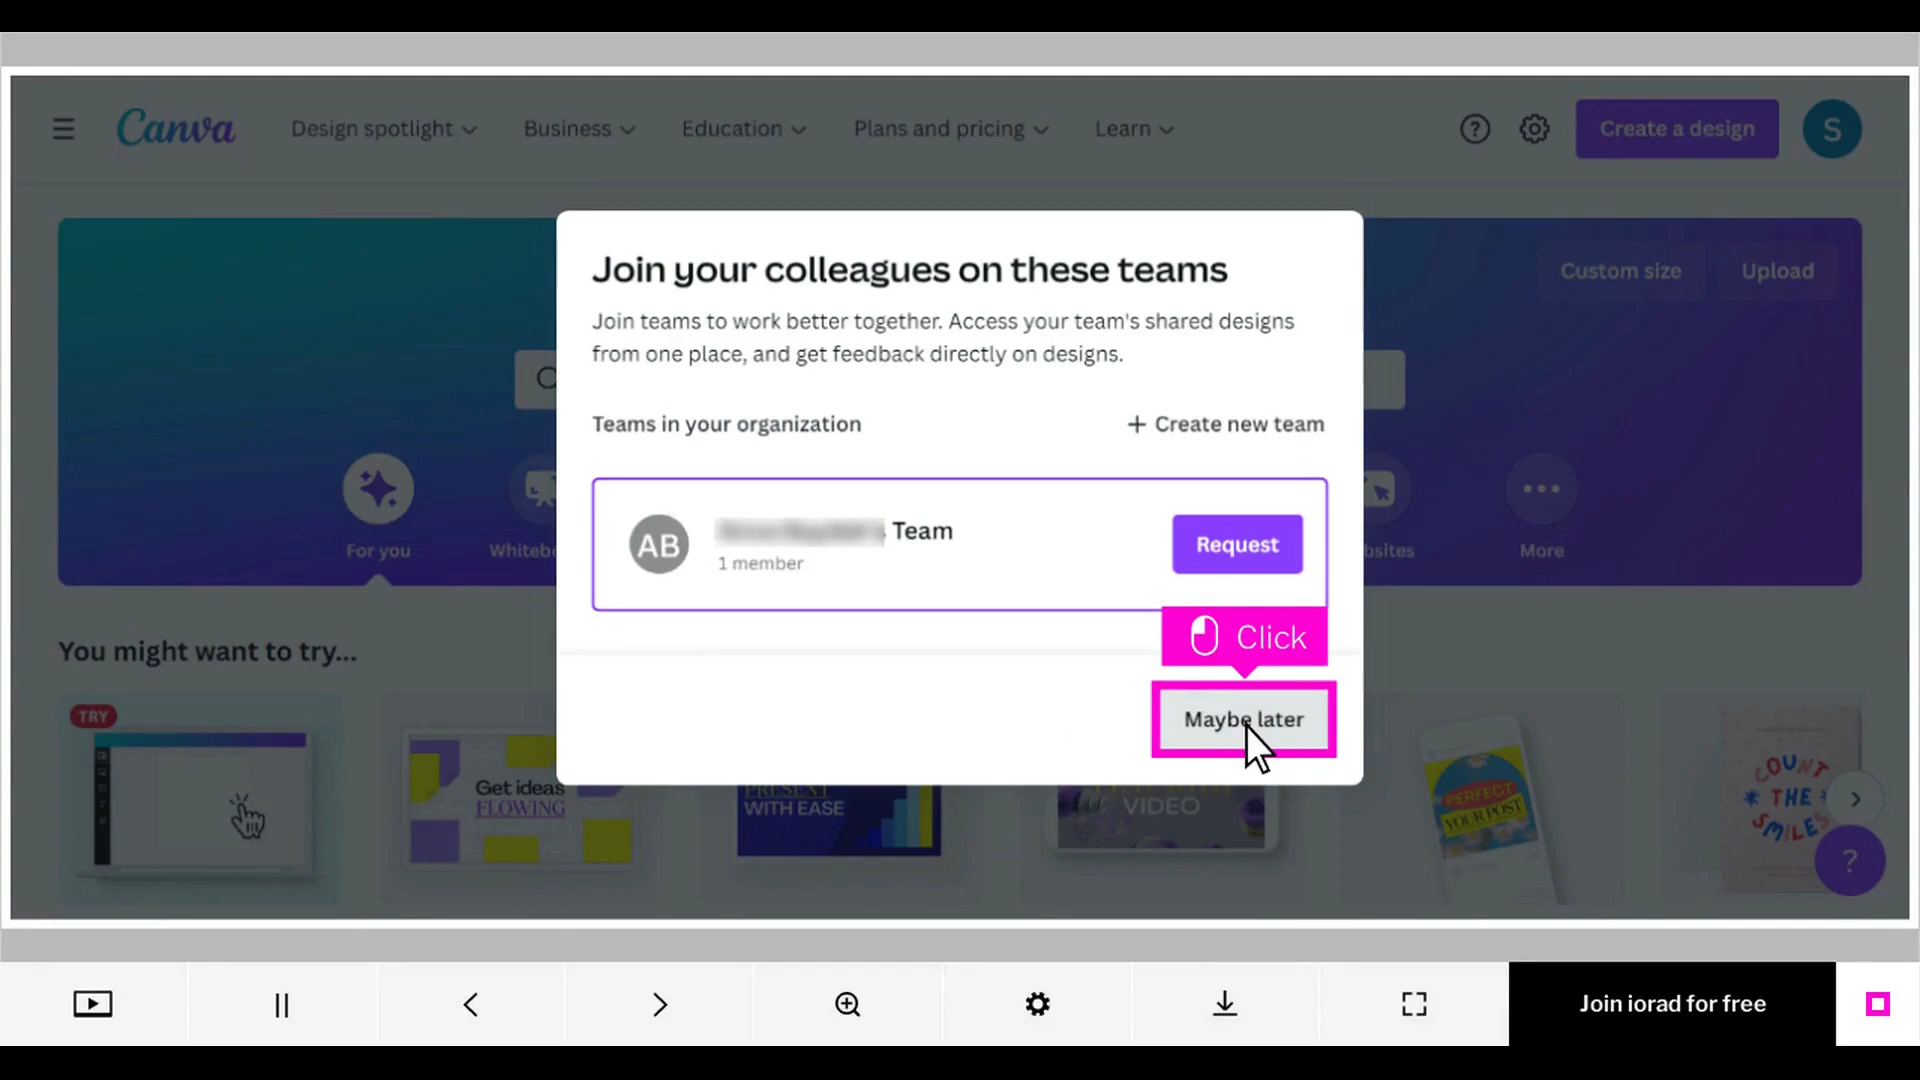 Canva
Design spotlight
Business
Education
Plans and pricing
Learn
Create a design
S
Custom size
Upload
Join your colleagues on these teams
Join teams to work better together. Access your team's shared designs
from one place, and get feedback directly on designs.
Teams in your organization
+ Create new team
AB
Team
1 member
Request
Click
Maybe later
For you
More
You might want to try...
TRY
Get ideas
FLOWING
PRESENT
WITH EASE
VIDEO
PERFECT
YOUR POST
COUNT
* THE *
SMILES
?
Join iorad for free